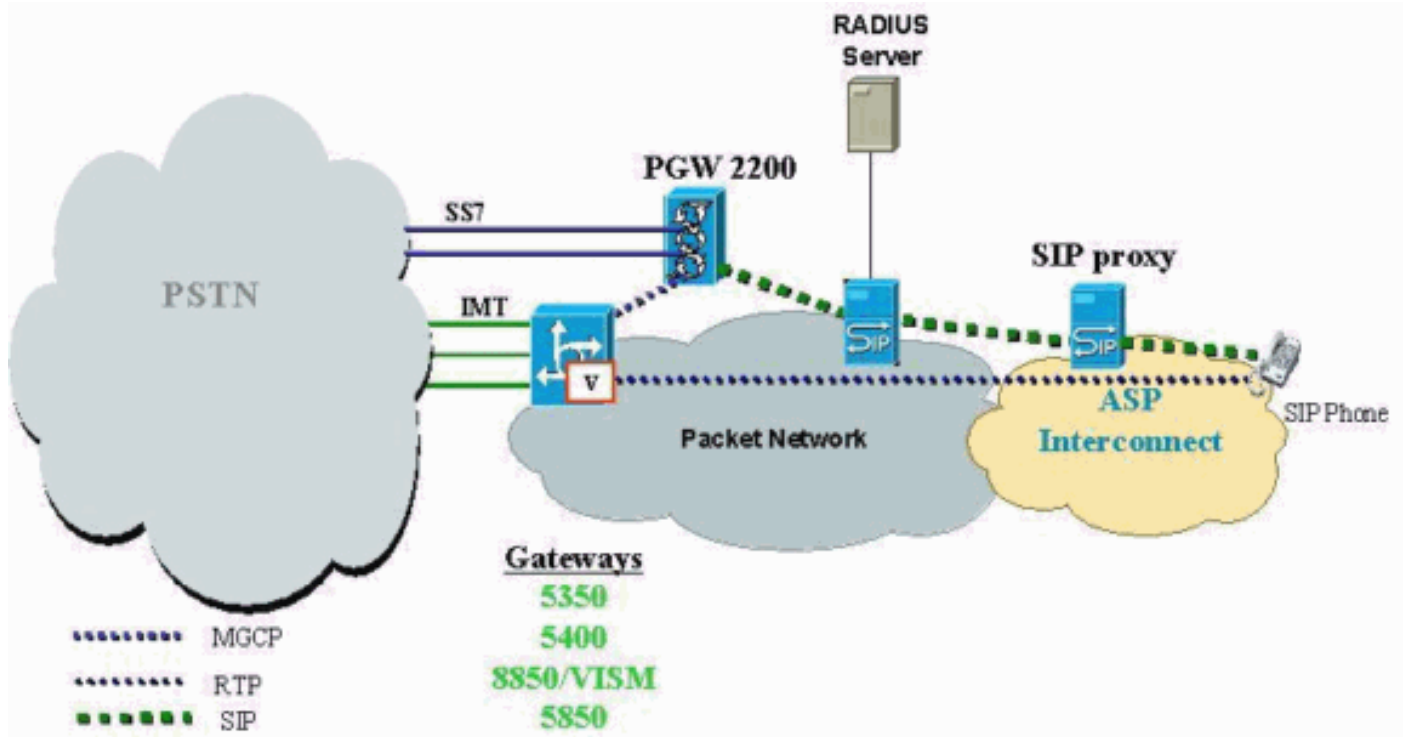 RADIUS
Server
PGW 2200
SS7
SIP proxy
PSTN
IMT
SIP
SIP
V
ASP
Interconnect
SIP Phone
Packet Network
Gateways
5350
5400
8850/VISM
5850
MGCP
RTP
SIP